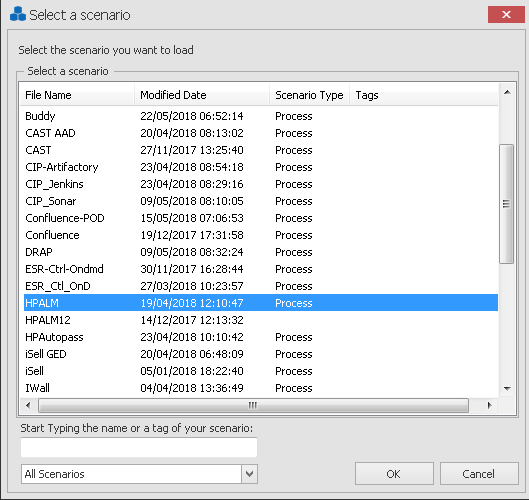 Select a scenario
Select the scenario you want to load
Select a scenario
File Name Modified Date Scenario Type Tags
Buddy 22/05/2018 06:52:14 Process
CAST AAD 20/04/2018 08:13:02 Process
CAST 27/11/2017 13:25:40 Process
CIP-Artifactory 23/04/2018 08:54:18 Process
CIP_Jenkins 23/04/2018 08:29:16 Process
CIP_Sonar 09/05/2018 08:10:05 Process
Confluence-POD 15/05/2018 07:06:53 Process
Confluence 19/12/2017 17:31:58 Process
DRAP 09/05/2018 08:32:24 Process
ESR-Ctrl-Ondmd 30/11/2017 16:28:44 Process
ESR_Ctl_OnD 27/03/2018 10:23:57 Process
HPALM 19/04/2018 12:10:47 Process
HPALM12 14/12/2017 12:13:32
HPAutopass 23/04/2018 10:10:42 Process
iSell GED 20/04/2018 06:48:09 Process
iSell 05/01/2018 18:22:40 Process
IWall 04/04/2018 13:36:49 Process
Start Typing the name or a tag of your scenario:
All Scenarios OK Cancel